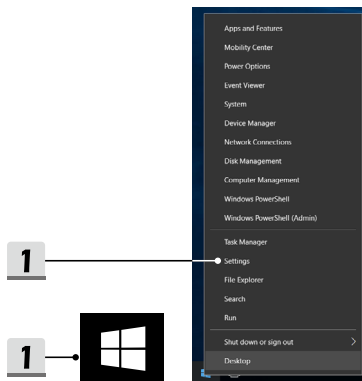 Apps and Features
Mobility Center
Power Options
Event Viewer
System
Device Manager
Network Connections
Disk Management
Computer Management
Windows PowerShell
Windows PowerShell (Admin)
Task Manager
1
Settings
File Explorer
Search
Run
Shut down or sign out
1
Desktop